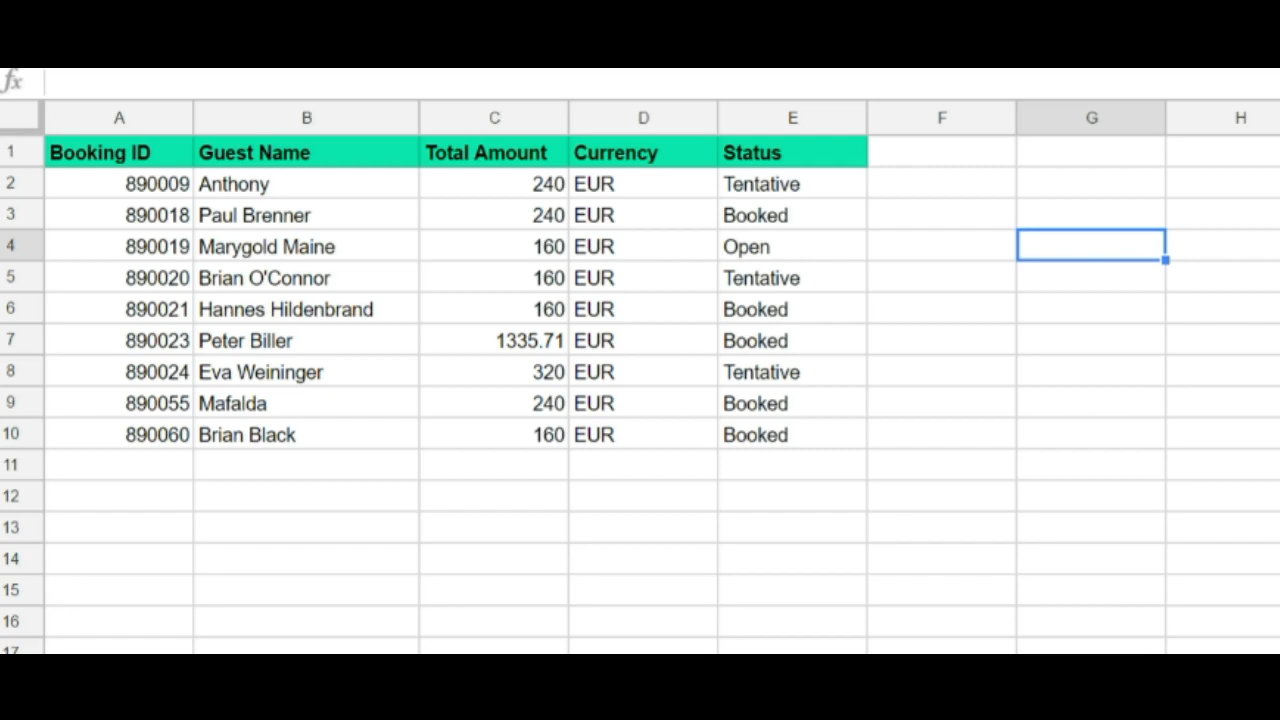 fx
A B C D E F G H
1 Booking ID Guest Name Total Amount Currency Status
2 890009 Anthony 240 EUR Tentative
3 890018 Paul Brenner 240 EUR Booked
4 890019 Marygold Maine 160 EUR Open
5 890020 Brian O'Connor 160 EUR Tentative
6 890021 Hannes Hildenbrand 160 EUR Booked
7 890023 Peter Biller 1335.71 EUR Booked
8 890024 Eva Weininger 320 EUR Tentative
9 890055 Mafalda 240 EUR Booked
10 890060 Brian Black 160 EUR Booked
11
12
13
14
15
16
17